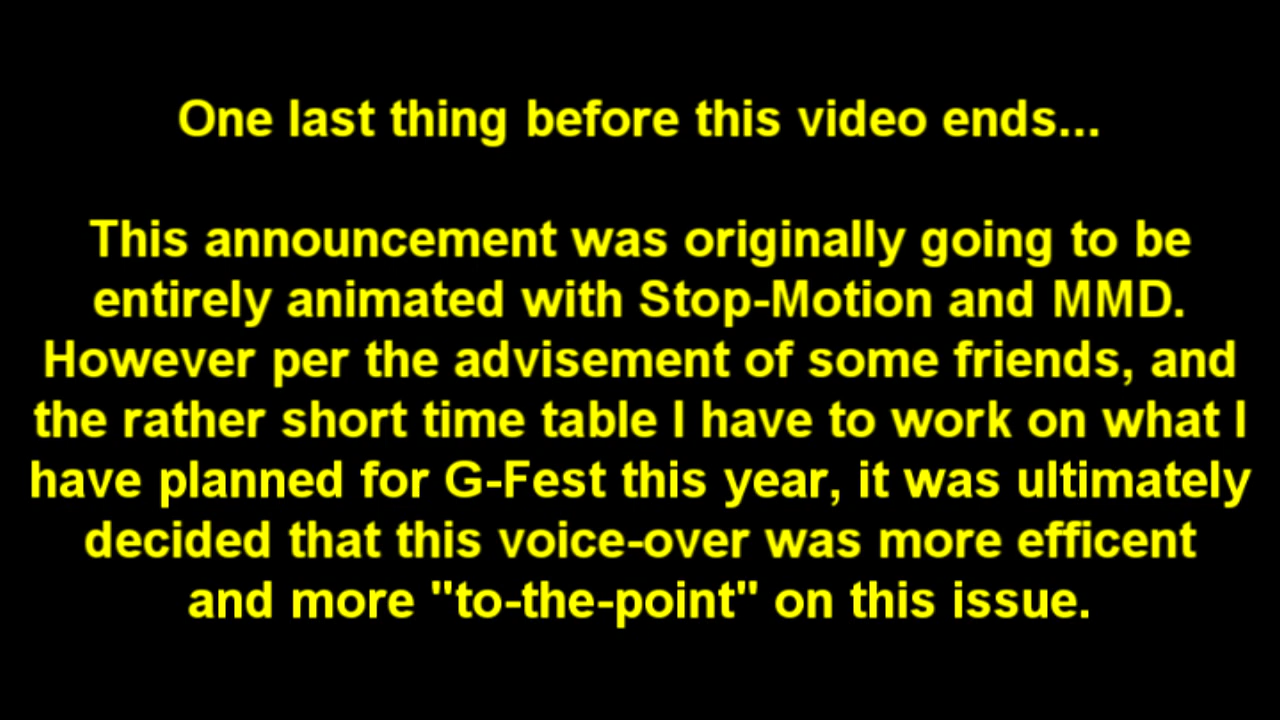 One last thing before this video ends...
This announcement was originally going to be
entirely animated with Stop-Motion and MMD.
However per the advisement of some friends, and
the rather short time table I have to work on what I
have planned for G-Fest this year, it was ultimately
decided that this voice-over was more efficent
and more "to-the-point" on this issue.